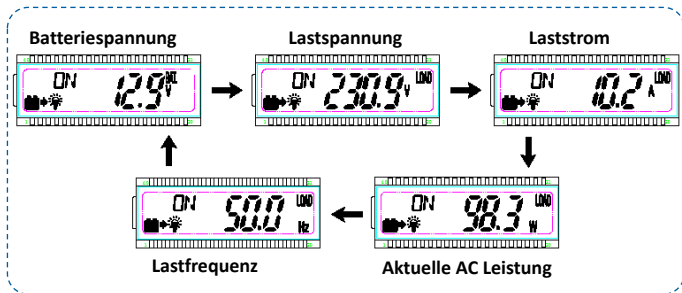 Batteriespannung
Lastspannung
Laststrom
ON 12.9 V BAT
ON 230.9 V LOAD
ON 10.2 A LOAD
ON 50.0 Hz LOAD
ON 98.3 W LOAD
Lastfrequenz
Aktuelle AC Leistung